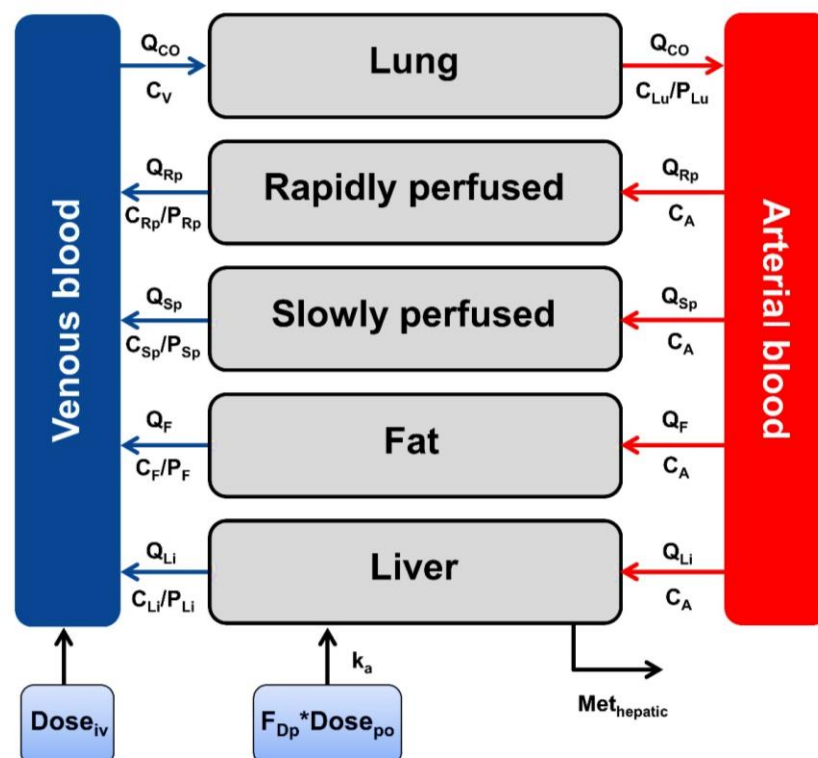 Venous blood
Q_CO
C_V
Lung
Q_CO
C_Lu/P_Lu
Arterial blood
Q_Rp
C_Rp/P_Rp
Rapidly perfused
Q_Rp
C_A
Q_Sp
C_Sp/P_Sp
Slowly perfused
Q_Sp
C_A
Q_F
C_F/P_F
Fat
Q_F
C_A
Q_Li
C_Li/P_Li
Liver
Q_Li
C_A
k_a
Met_hepatic
Dose_iv
F_Dp*Dose_po